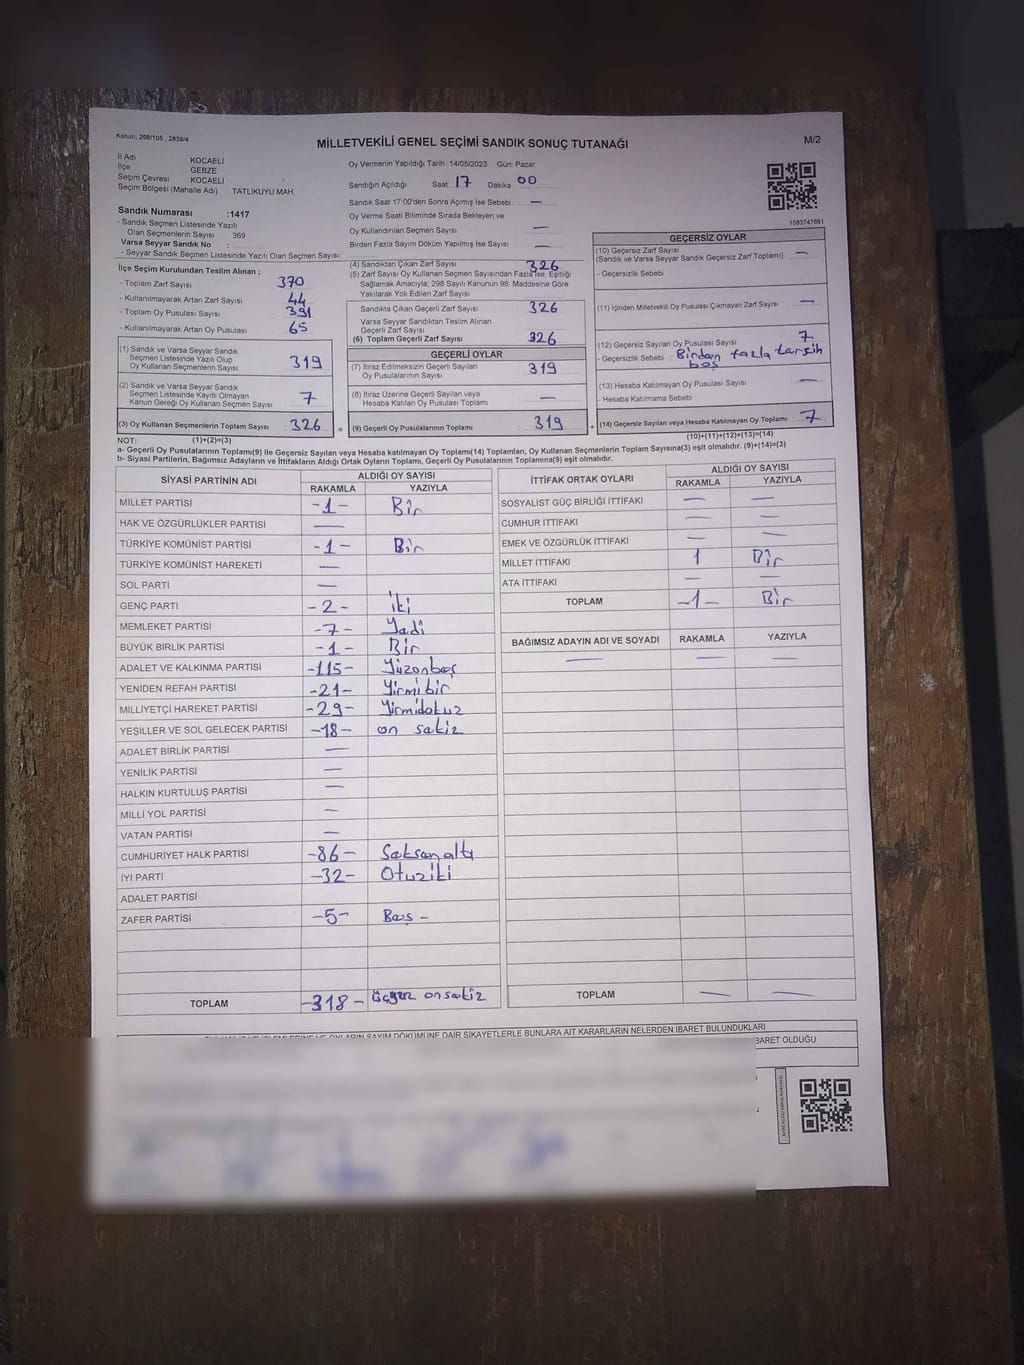 Kanun: 298/105 , 2839/4
MİLLETVEKİLİ GENEL SEÇİMİ SANDIK SONUÇ TUTANAĞI
M/2
İl Adı : KOCAELİ
İlçe : GEBZE
Seçim Çevresi : KOCAELİ
Seçim Bölgesi (Mahalle Adı) : TATLIKUYU MAH
Oy Vermenin Yapıldığı Tarih :14/05/2023 Gün: Pazar
Sandığın Açıldığı Saat 17 Dakika 00
Sandık Saat 17:00'den Sonra Açımış İse Sebebi : —
Oy Verme Saati Bitiminde Sırada Bekleyen ve
Oy Kullandırılan Seçmen Sayısı : —
Birden Fazla Sayım Döküm Yapılmış İse Sayısı : —
1083747801
Sandık Numarası :1417
- Sandık Seçmen Listesinde Yazılı
Olan Seçmenlerin Sayısı : 359
Varsa Seyyar Sandık No :
- Seyyar Sandık Seçmen Listesinde Yazılı Olan Seçmen Sayısı :
İlçe Seçim Kurulundan Teslim Alınan ;
- Toplam Zarf Sayısı : 370
- Kullanılmayarak Artan Zarf Sayısı : 44
- Toplam Oy Pusulası Sayısı : 391
- Kullanılmayarak Artan Oy Pusulası : 65
(1) Sandık ve Varsa Seyyar Sandık
Seçmen Listesinde Yazılı Olup
Oy Kullanan Seçmenlerin Sayısı : 319
(2) Sandık ve Varsa Seyyar Sandık
Seçmen Listesinde Kayıtlı Olmayan
Kanun Gereği Oy Kullanan Seçmen Sayısı : 7
(3) Oy Kullanan Seçmenlerin Toplam Sayısı : 326
(4) Sandıktan Çıkan Zarf Sayısı : 326
(5) Zarf Sayısı Oy Kullanan Seçmen Sayısından Fazla İse, Eşitliği
Sağlamak Amacıyla; 298 Sayılı Kanunun 98. Maddesine Göre
Yakılarak Yok Edilen Zarf Sayısı
Sandıkta Çıkan Geçerli Zarf Sayısı : 326
Varsa Seyyar Sandıktan Teslim Alınan
Geçerli Zarf Sayısı
(6) Toplam Geçerli Zarf Sayısı : 326
GEÇERLİ OYLAR
(7) İtiraz Edilmeksizin Geçerli Sayılan
Oy Pusulalarının Sayısı : 319
(8) İtiraz Üzerine Geçerli Sayılan veya
Hesaba Katılan Oy Pusulası Toplamı : —
= (9) Geçerli Oy Pusulalarının Toplamı : 319
GEÇERSİZ OYLAR
(10) Geçersiz Zarf Sayısı
(Sandık ve Varsa Seyyar Sandık Geçersiz Zarf Toplamı) : —
- Geçersizlik Sebebi :
(11) İçinden Milletvekili Oy Pusulası Çıkmayan Zarf Sayısı : —
(12) Geçersiz Sayılan Oy Pusulası Sayısı : 7
- Geçersizlik Sebebi : Birdan fazla tercih
boş
(13) Hesaba Katılmayan Oy Pusulası Sayısı : —
- Hesaba Katılmama Sebebi :
+ (14) Geçersiz Sayılan veya Hesaba Katılmayan Oy Toplamı : 7
NOT: (1)+(2)=(3) (10)+(11)+(12)+(13)=(14)
a- Geçerli Oy Pusulalarının Toplamı(9) ile Geçersiz Sayılan veya Hesaba katılmayan Oy Toplamı(14) Toplamları, Oy Kullanan Seçmenlerin Toplam Sayısına(3) eşit olmalıdır. (9)+(14)=(3)
b- Siyasi Partilerin, Bağımsız Adayların ve İttifakların Aldığı Ortak Oyların Toplamı, Geçerli Oy Pusulalarının Toplamına(9) eşit olmalıdır.
SİYASİ PARTİNİN ADI ALDIĞI OY SAYISI
RAKAMLA YAZIYLA
MİLLET PARTİSİ -1- Bir
HAK VE ÖZGÜRLÜKLER PARTİSİ —
TÜRKİYE KOMÜNİST PARTİSİ -1- Bir
TÜRKİYE KOMÜNİST HAREKETİ —
SOL PARTİ —
GENÇ PARTİ -2- iki
MEMLEKET PARTİSİ -7- Yadi
BÜYÜK BİRLİK PARTİSİ -1- Bir
ADALET VE KALKINMA PARTİSİ -115- Yüzonbeş
YENİDEN REFAH PARTİSİ -21- Yirmibir
MİLLİYETÇİ HAREKET PARTİSİ -29- Yirmidokuz
YEŞİLLER VE SOL GELECEK PARTİSİ -18- on sakiz
ADALET BİRLİK PARTİSİ —
YENİLİK PARTİSİ —
HALKIN KURTULUŞ PARTİSİ —
MİLLİ YOL PARTİSİ —
VATAN PARTİSİ —
CUMHURİYET HALK PARTİSİ -86- Saksanaltı
İYİ PARTİ -32- Otuziki
ADALET PARTİSİ
ZAFER PARTİSİ -5- Baş -
TOPLAM -318- üçyüz onsakiz
İTTİFAK ORTAK OYLARI ALDIĞI OY SAYISI
RAKAMLA YAZIYLA
SOSYALİST GÜÇ BİRLİĞİ İTTİFAKI — —
CUMHUR İTTİFAKI — —
EMEK VE ÖZGÜRLÜK İTTİFAKI — —
MİLLET İTTİFAKI 1 Bir
ATA İTTİFAKI — —
TOPLAM -1- Bir
BAĞIMSIZ ADAYIN ADI VE SOYADI RAKAMLA YAZIYLA
— — —
TOPLAM — —
OYLARIN SAYIM DÖKÜMÜNE DAİR ŞİKAYETLERLE BUNLARA AİT KARARLARIN NELERDEN İBARET BULUNDUKLARI
BARET OLDUĞU